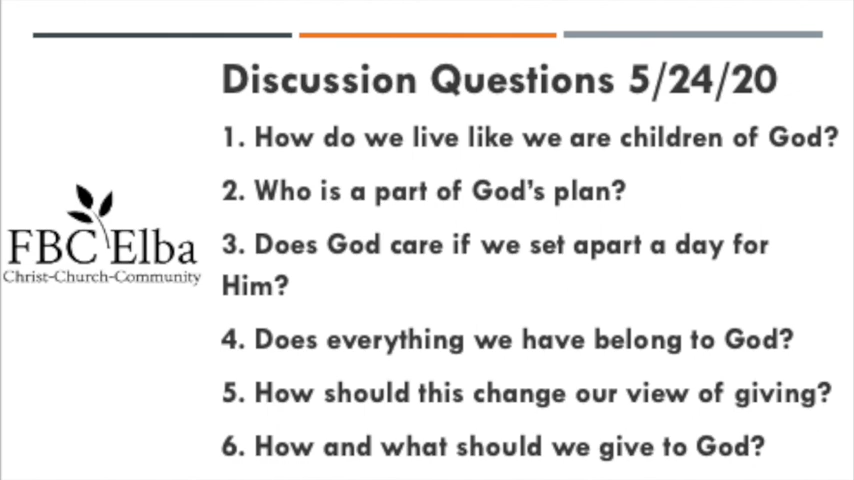 Discussion Questions 5/24/20
1. How do we live like we are children of God?
2. Who is a part of God's plan?
3. Does God care if we set apart a day for
Him?
4. Does everything we have belong to God?
5. How should this change our view of giving?
6. How and what should we give to God?
FBC Elba
Christ-Church-Community